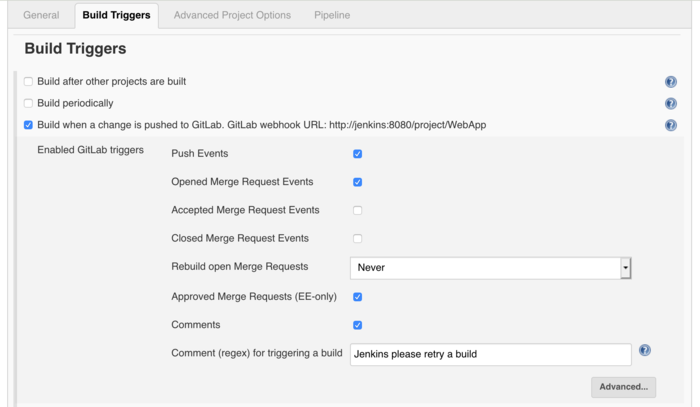 General Build Triggers Advanced Project Options Pipeline
Build Triggers
Build after other projects are built
Build periodically
Build when a change is pushed to GitLab. GitLab webhook URL: http://jenkins:8080/project/WebApp
Enabled GitLab triggers Push Events
Opened Merge Request Events
Accepted Merge Request Events
Closed Merge Request Events
Rebuild open Merge Requests Never
Approved Merge Requests (EE-only)
Comments
Comment (regex) for triggering a build Jenkins please retry a build
Advanced...